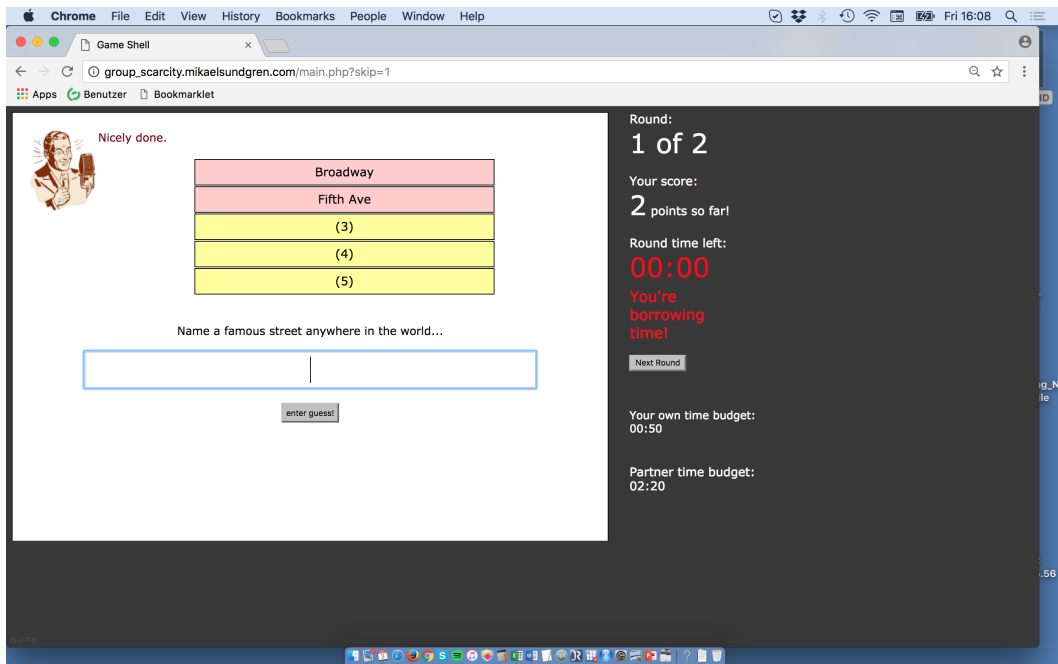 Chrome File Edit View History Bookmarks People Window Help Fri 16:08
Game Shell
group_scarcity.mikaelsundgren.com/main.php?skip=1
Apps Benutzer Bookmarklet
Nicely done.
Broadway
Fifth Ave
(3)
(4)
(5)
Name a famous street anywhere in the world...
enter guess!
Round:
1 of 2
Your score:
2 points so far!
Round time left:
00:00
You're
borrowing
time!
Next Round
Your own time budget:
00:50
Partner time budget:
02:20